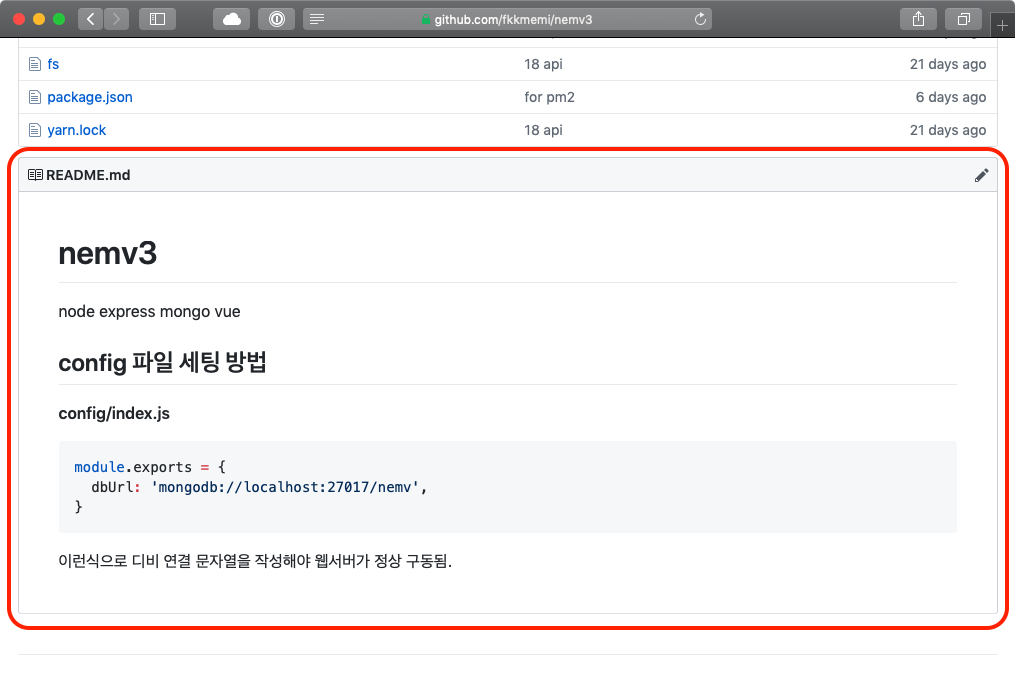 github.com/fkkmemi/nemv3
fs 18 api 21 days ago
package.json for pm2 6 days ago
yarn.lock 18 api 21 days ago
README.md
nemv3
node express mongo vue
config 파일 세팅 방법
config/index.js
module.exports = {
dbUrl: 'mongodb://localhost:27017/nemv',
}
이런식으로 디비 연결 문자열을 작성해야 웹서버가 정상 구동됨.